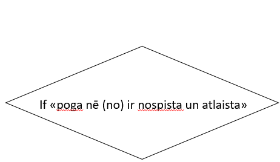 If «poga nē (no) ir nospista un atlaista»